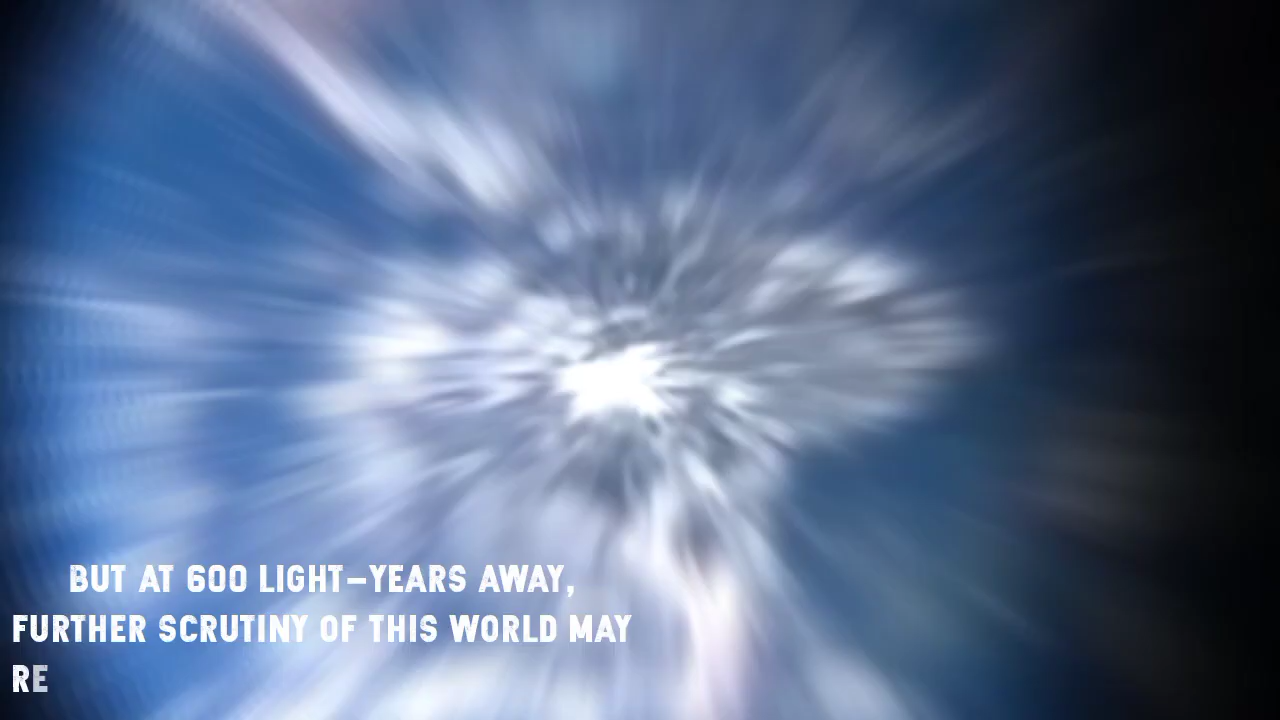 BUT AT 600 LIGHT-YEARS AWAY,
FURTHER SCRUTINY OF THIS WORLD MAY
RE